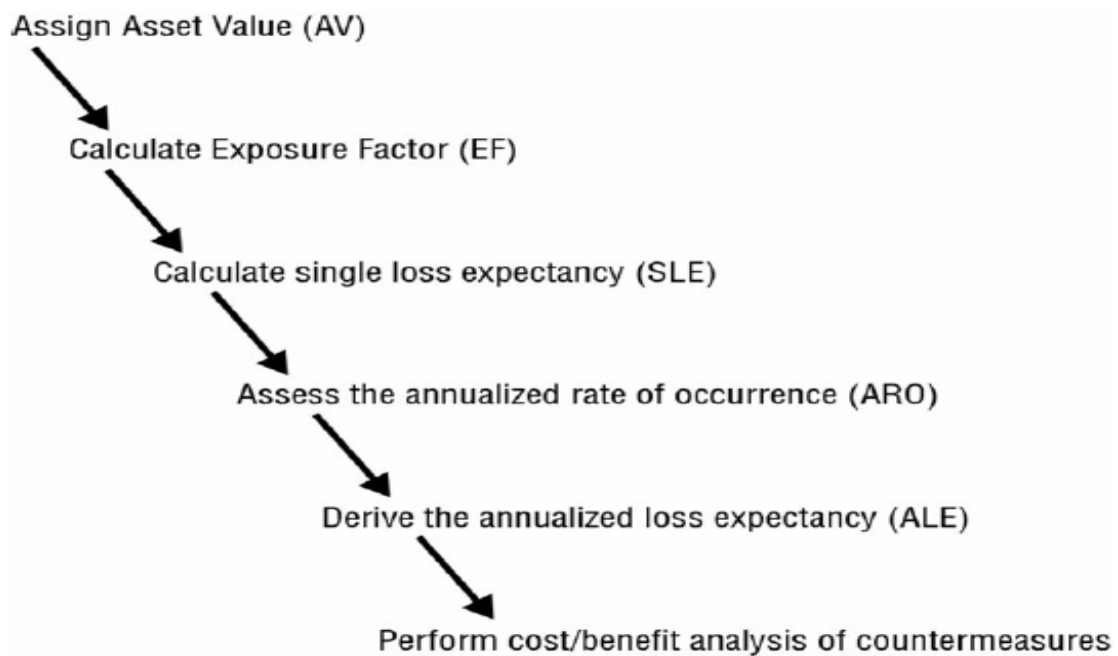 Assign Asset Value (AV)
Calculate Exposure Factor (EF)
Calculate single loss expectancy (SLE)
Assess the annualized rate of occurrence (ARO)
Derive the annualized loss expectancy (ALE)
Perform cost/benefit analysis of countermeasures